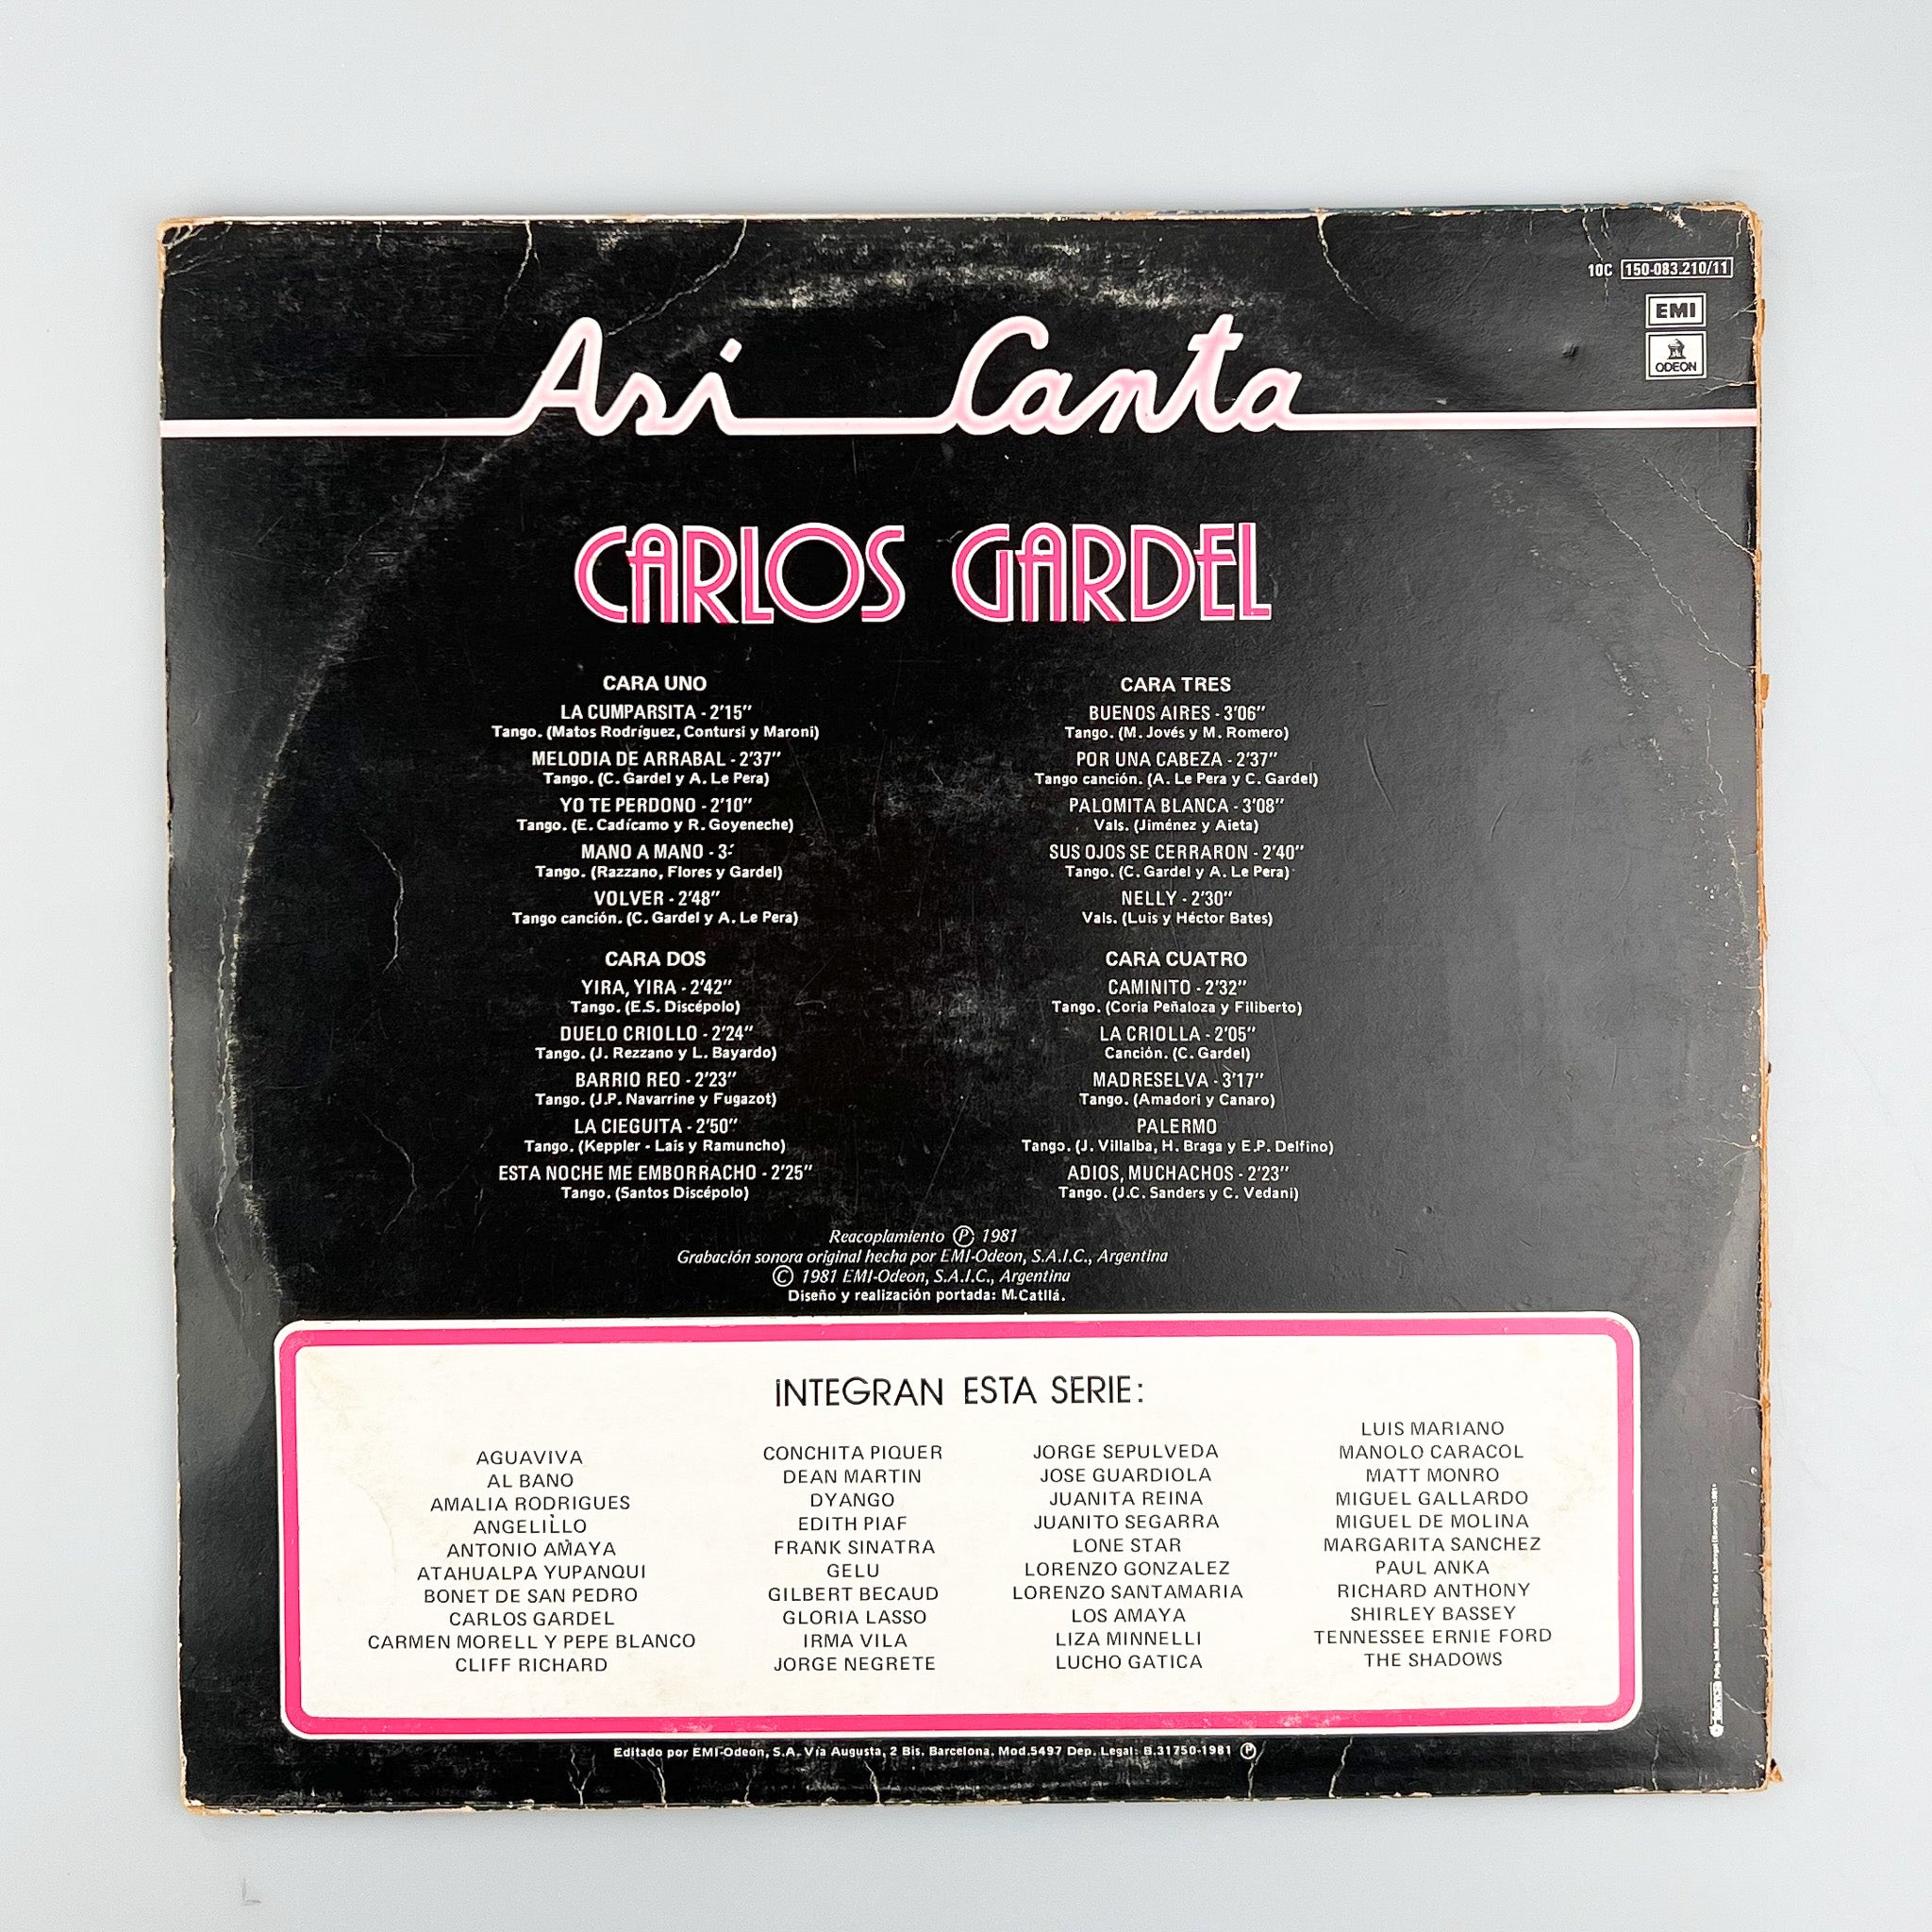 10C 150-083.210/11
EMI
ODEON
Asi Canta
CARLOS GARDEL
CARA UNO
LA CUMPARSITA - 2'15"
Tango. (Matos Rodríguez, Contursi y Maroni)
MELODIA DE ARRABAL - 2'37"
Tango. (C. Gardel y A. Le Pera)
YO TE PERDONO - 2'10"
Tango. (E. Cadícamo y R. Goyeneche)
MANO A MANO - 3'
Tango. (Razzano, Flores y Gardel)
VOLVER - 2'48"
Tango canción. (C. Gardel y A. Le Pera)
CARA DOS
YIRA, YIRA - 2'42"
Tango. (E.S. Discépolo)
DUELO CRIOLLO - 2'24"
Tango. (J. Rezzano y L. Bayardo)
BARRIO REO - 2'23"
Tango. (J.P. Navarrine y Fugazot)
LA CIEGUITA - 2'50"
Tango. (Keppler - Lais y Ramuncho)
ESTA NOCHE ME EMBORRACHO - 2'25"
Tango. (Santos Discépolo)
CARA TRES
BUENOS AIRES - 3'06"
Tango. (M. Jovés y M. Romero)
POR UNA CABEZA - 2'37"
Tango canción. (A. Le Pera y C. Gardel)
PALOMITA BLANCA - 3'08"
Vals. (Jiménez y Aieta)
SUS OJOS SE CERRARON - 2'40"
Tango. (C. Gardel y A. Le Pera)
NELLY - 2'30"
Vals. (Luis y Héctor Bates)
CARA CUATRO
CAMINITO - 2'32"
Tango. (Coria Peñaloza y Filiberto)
LA CRIOLLA - 2'05"
Canción. (C. Gardel)
MADRESELVA - 3'17"
Tango. (Amadori y Canaro)
PALERMO
Tango. (J. Villalba, H. Braga y E.P. Delfino)
ADIOS, MUCHACHOS - 2'23"
Tango. (J.C. Sanders y C. Vedani)
Reacoplamiento Ⓟ 1981
Grabación sonora original hecha por EMI-Odeon, S.A.I.C., Argentina
© 1981 EMI-Odeon, S.A.I.C., Argentina
Diseño y realización portada: M.Catllá.
INTEGRAN ESTA SERIE:
AGUAVIVA
AL BANO
AMALIA RODRIGUES
ANGELILLO
ANTONIO AMAYA
ATAHUALPA YUPANQUI
BONET DE SAN PEDRO
CARLOS GARDEL
CARMEN MORELL Y PEPE BLANCO
CLIFF RICHARD
CONCHITA PIQUER
DEAN MARTIN
DYANGO
EDITH PIAF
FRANK SINATRA
GELU
GILBERT BECAUD
GLORIA LASSO
IRMA VILA
JORGE NEGRETE
JORGE SEPULVEDA
JOSE GUARDIOLA
JUANITA REINA
JUANITO SEGARRA
LONE STAR
LORENZO GONZALEZ
LORENZO SANTAMARIA
LOS AMAYA
LIZA MINNELLI
LUCHO GATICA
LUIS MARIANO
MANOLO CARACOL
MATT MONRO
MIGUEL GALLARDO
MIGUEL DE MOLINA
MARGARITA SANCHEZ
PAUL ANKA
RICHARD ANTHONY
SHIRLEY BASSEY
TENNESSEE ERNIE FORD
THE SHADOWS
Editado por EMI-Odeon, S.A. Vía Augusta, 2 Bis. Barcelona. Mod.5497 Dep. Legal: B.31750-1981 Ⓟ